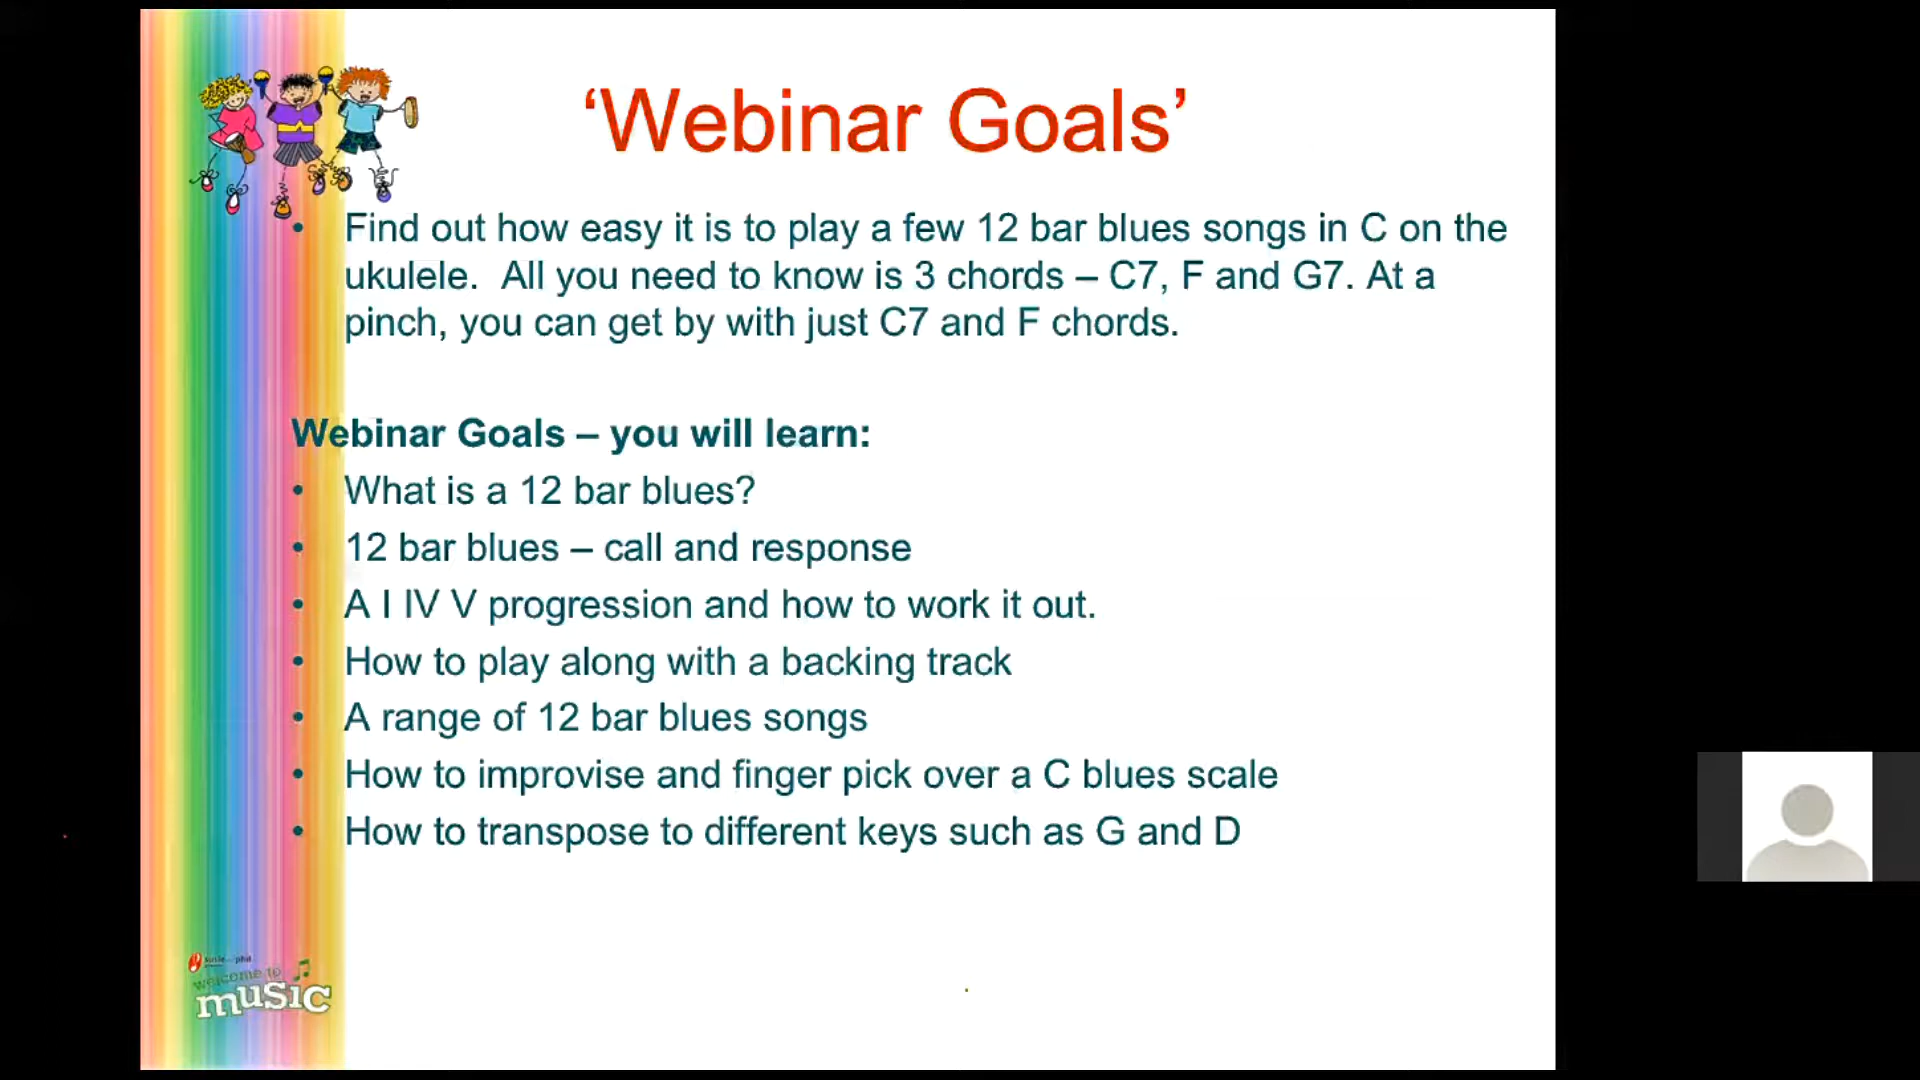 ‘Webinar Goals’
• Find out how easy it is to play a few 12 bar blues songs in C on the
ukulele.  All you need to know is 3 chords – C7, F and G7. At a
pinch, you can get by with just C7 and F chords.
Webinar Goals – you will learn:
• What is a 12 bar blues?
• 12 bar blues – call and response
• A I IV V progression and how to work it out.
• How to play along with a backing track
• A range of 12 bar blues songs
• How to improvise and finger pick over a C blues scale
• How to transpose to different keys such as G and D
susie phil
welcome to
music